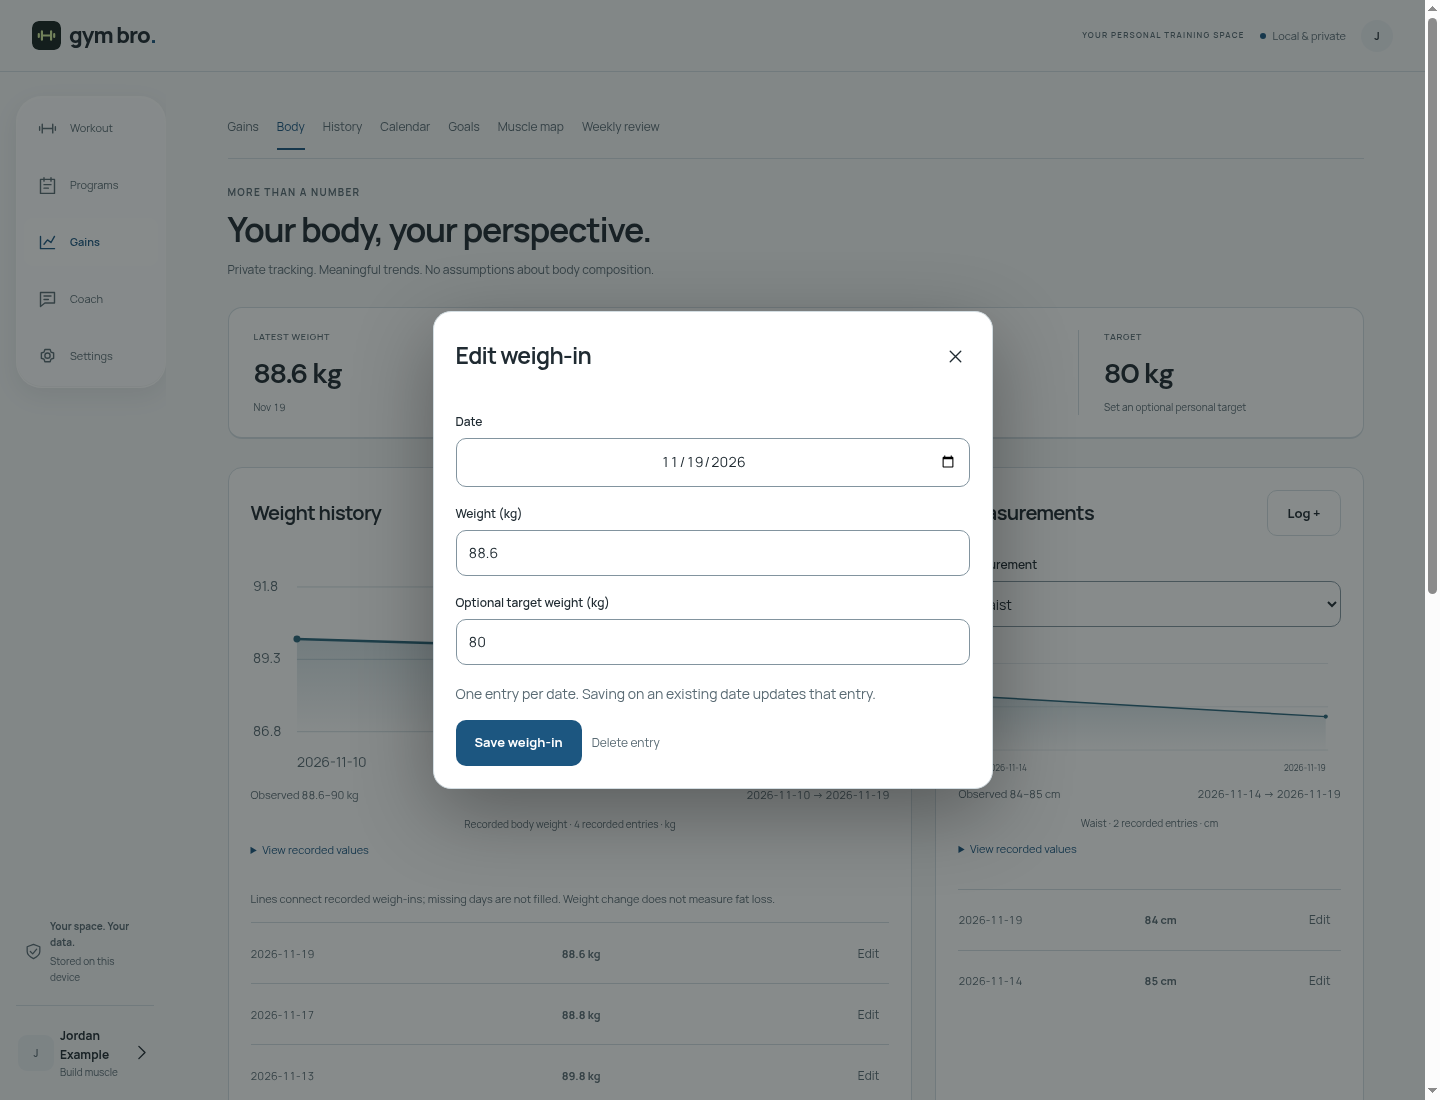 gym bro.
YOUR PERSONAL TRAINING SPACE
Local & private
J
Workout
Programs
Gains
Coach
Settings
Gains
Body
History
Calendar
Goals
Muscle map
Weekly review
MORE THAN A NUMBER
Your body, your perspective.
Private tracking. Meaningful trends. No assumptions about body composition.
LATEST WEIGHT
88.6 kg
Nov 19
TARGET
80 kg
Set an optional personal target
Edit weigh-in
Date
11/19/2026
Weight (kg)
88.6
Optional target weight (kg)
80
One entry per date. Saving on an existing date updates that entry.
Save weigh-in
Delete entry
Weight history
91.8
89.3
86.8
2026-11-10
Observed 88.6–90 kg
2026-11-10 → 2026-11-19
Recorded body weight · 4 recorded entries · kg
View recorded values
Lines connect recorded weigh-ins; missing days are not filled. Weight change does not measure fat loss.
2026-11-19
88.6 kg
Edit
2026-11-17
88.8 kg
Edit
2026-11-13
89.8 kg
Edit
asurements
Log +
urement
ist
26-11-14
2026-11-19
Observed 84–85 cm
2026-11-14 → 2026-11-19
Waist · 2 recorded entries · cm
View recorded values
2026-11-19
84 cm
Edit
2026-11-14
85 cm
Edit
Your space. Your
data.
Stored on this
device
J
Jordan
Example
Build muscle